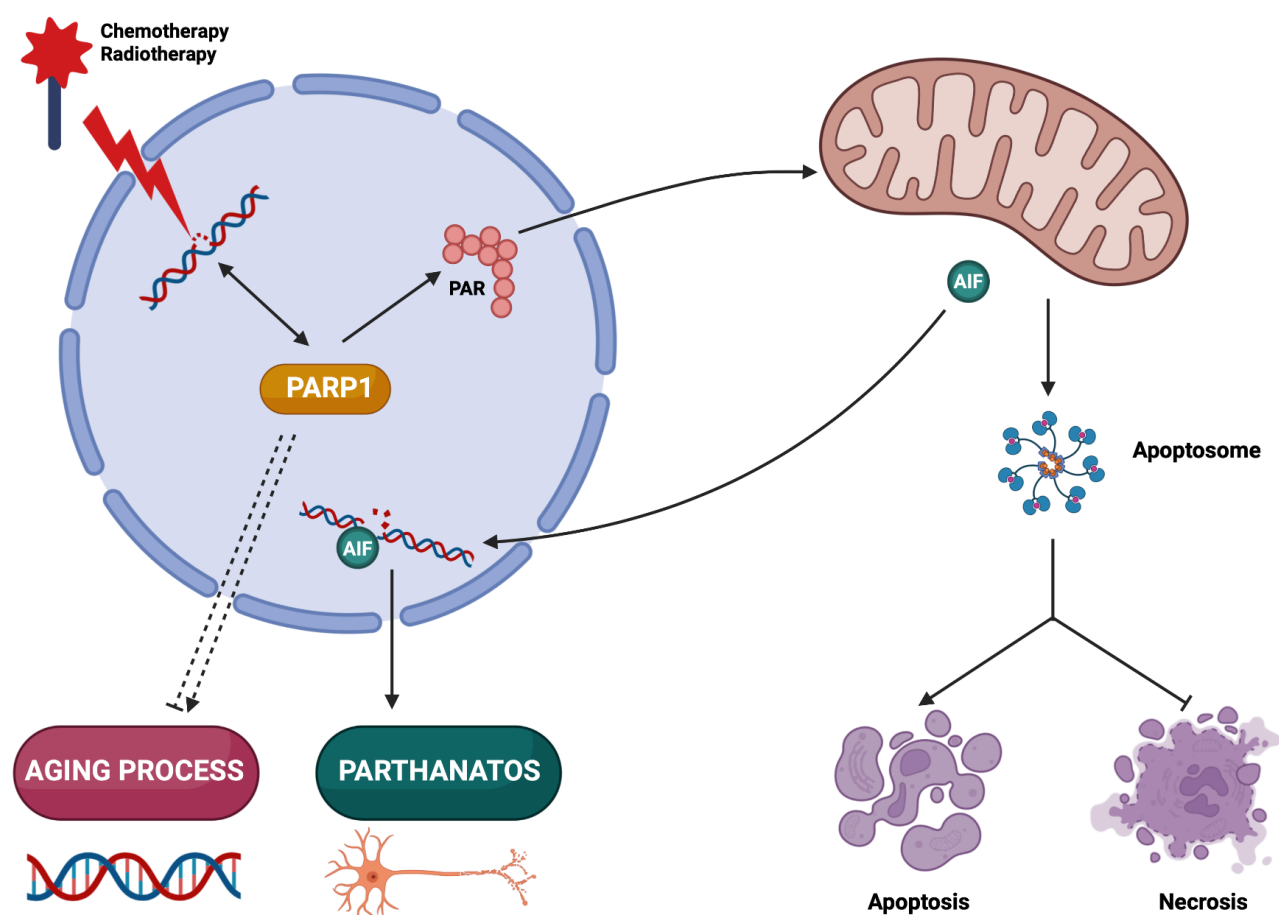 Chemotherapy
Radiotherapy
PAR
AIF
PARP1
Apoptosome
AIF
AGING PROCESS
PARTHANATOS
Apoptosis
Necrosis